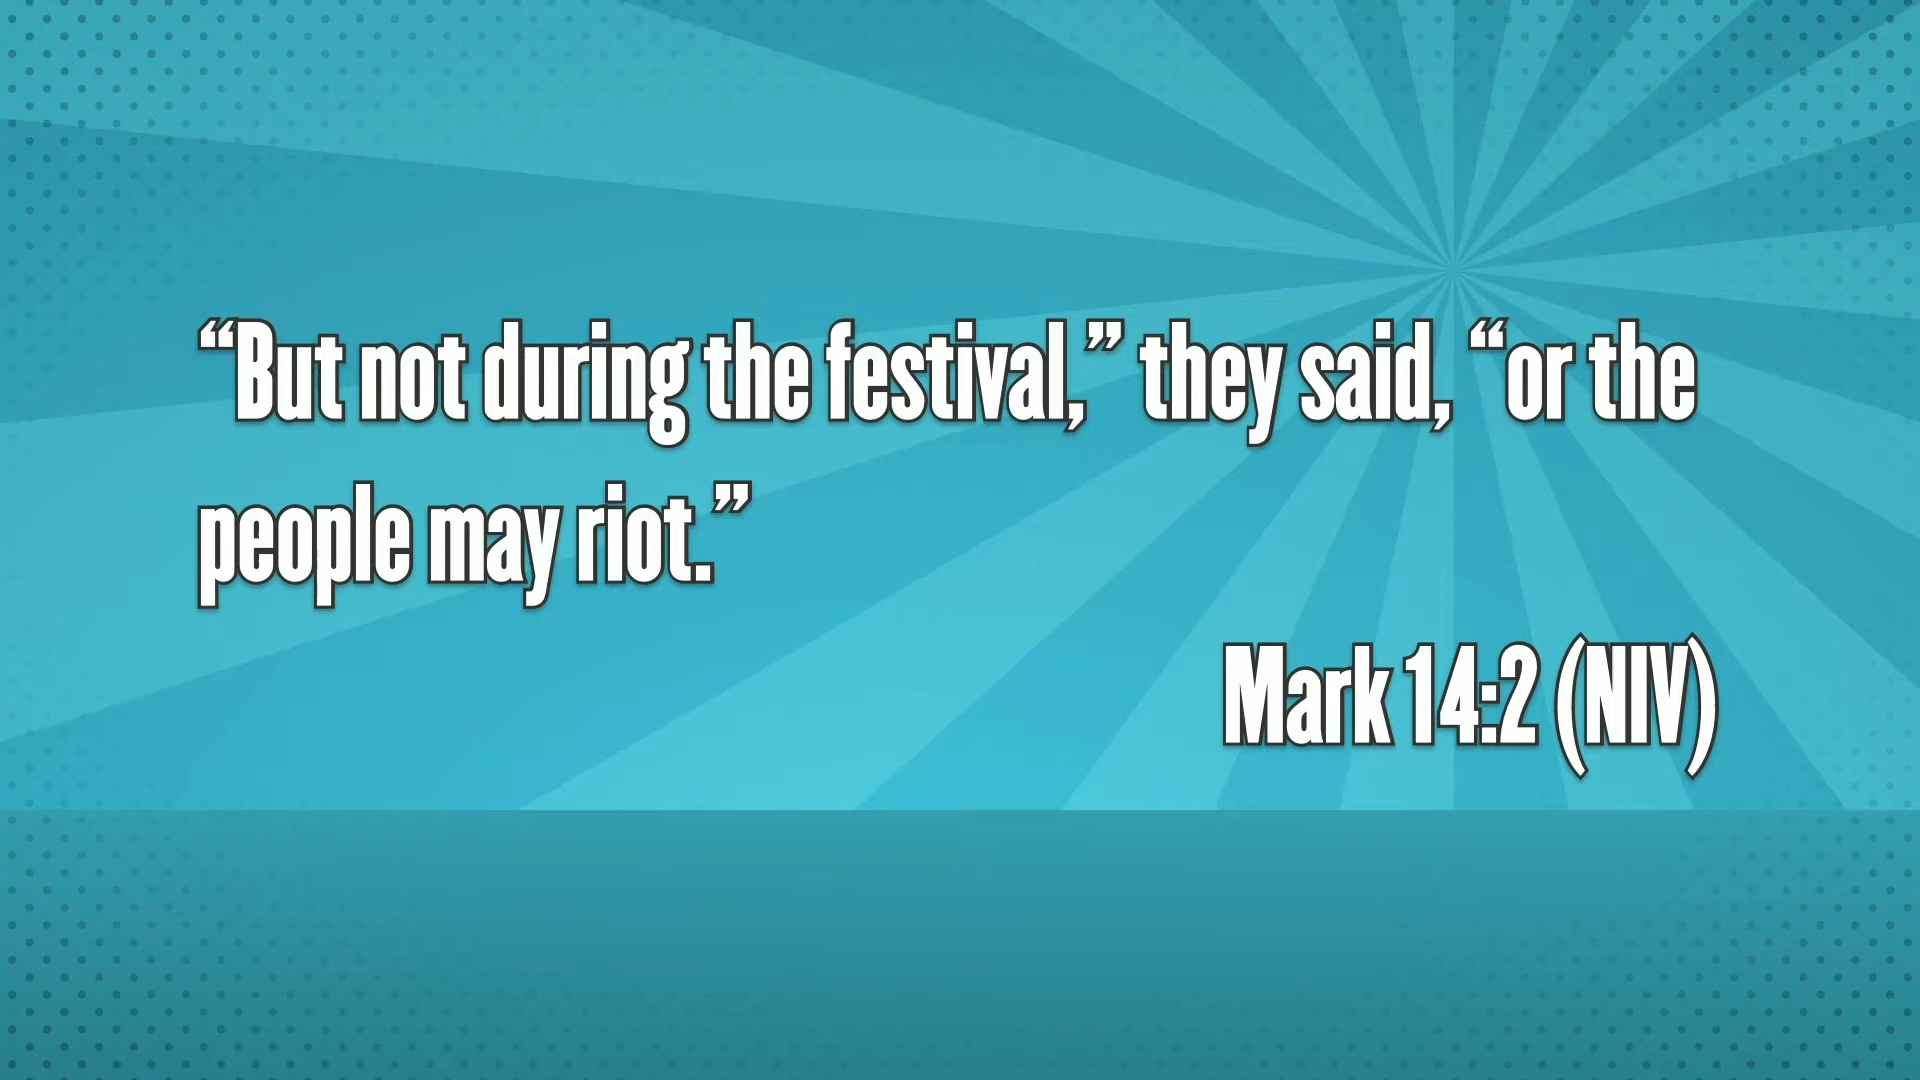 “But not during the festival,” they said, “or the
people may riot.”
Mark 14:2 (NIV)